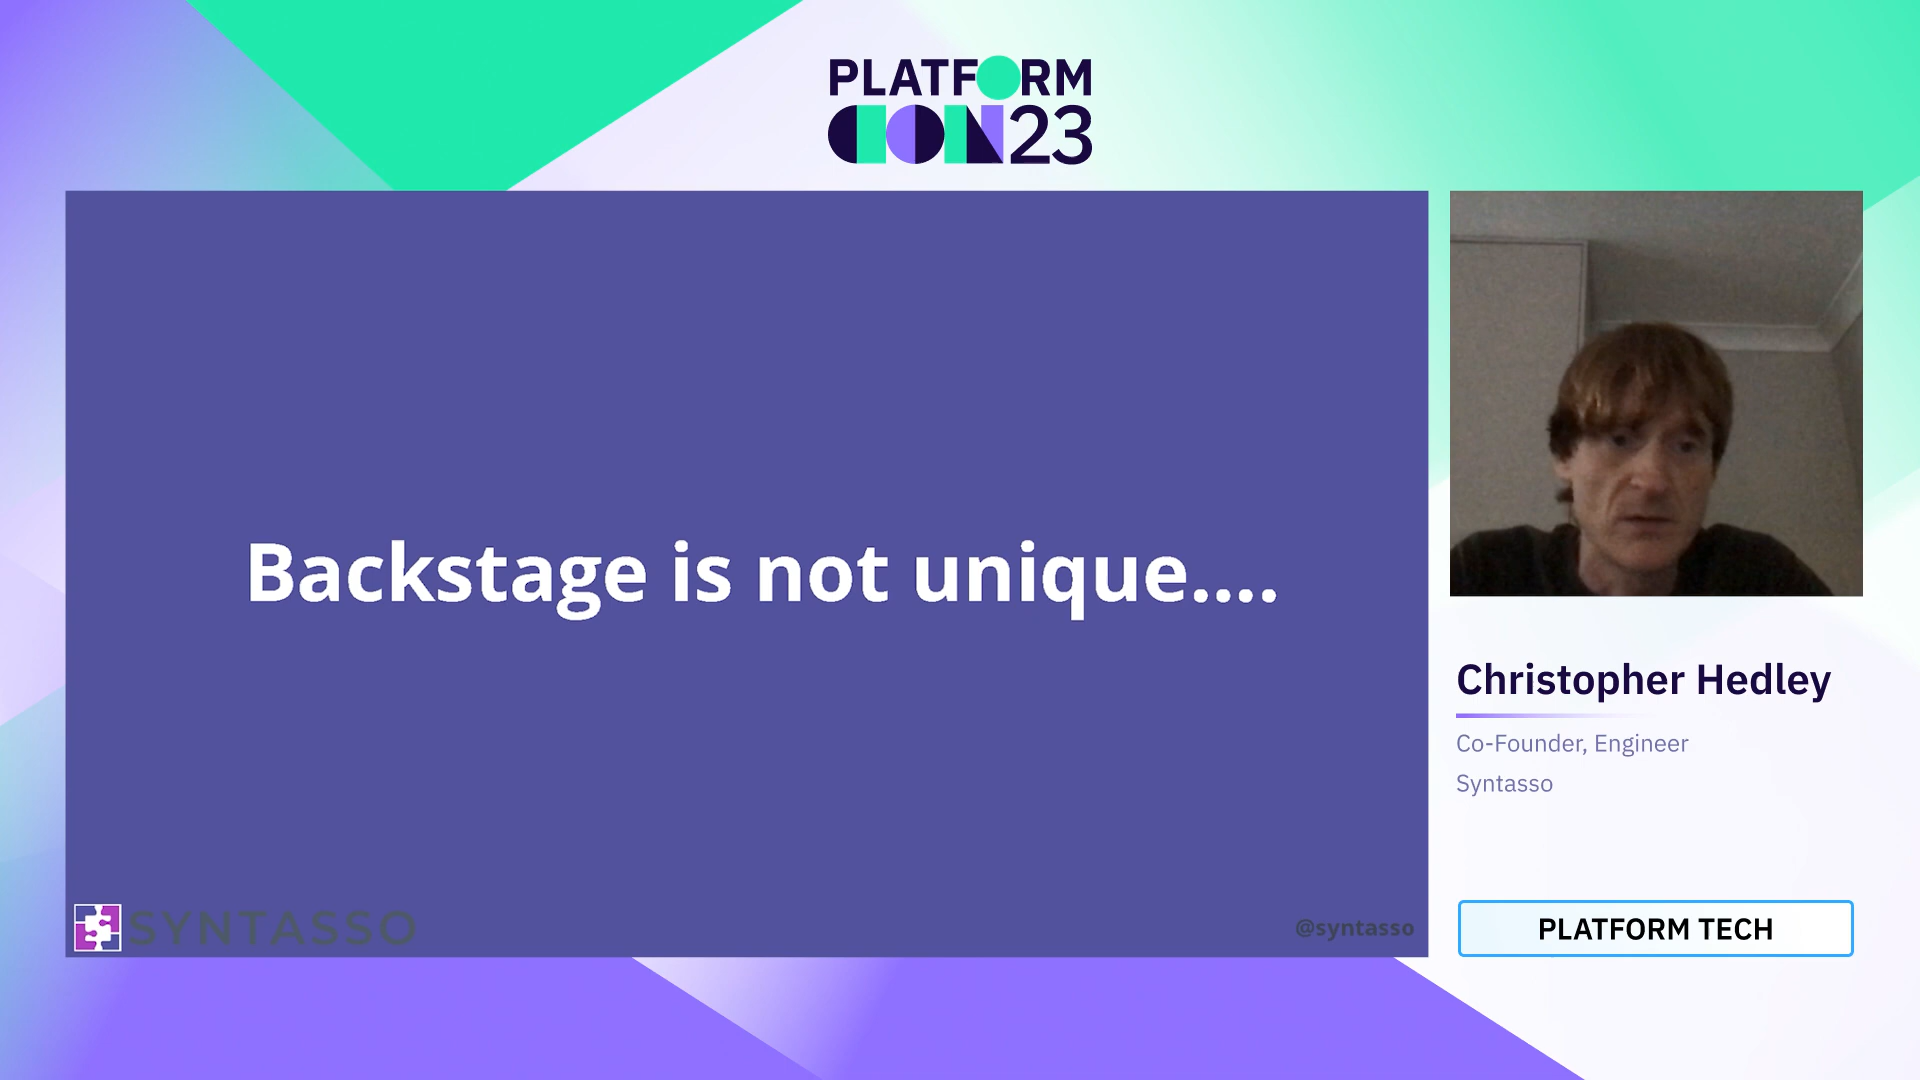 PLATFORM
CON23
Backstage is not unique....
SYNTASSO
@syntasso
Christopher Hedley
Co-Founder, Engineer
Syntasso
PLATFORM TECH